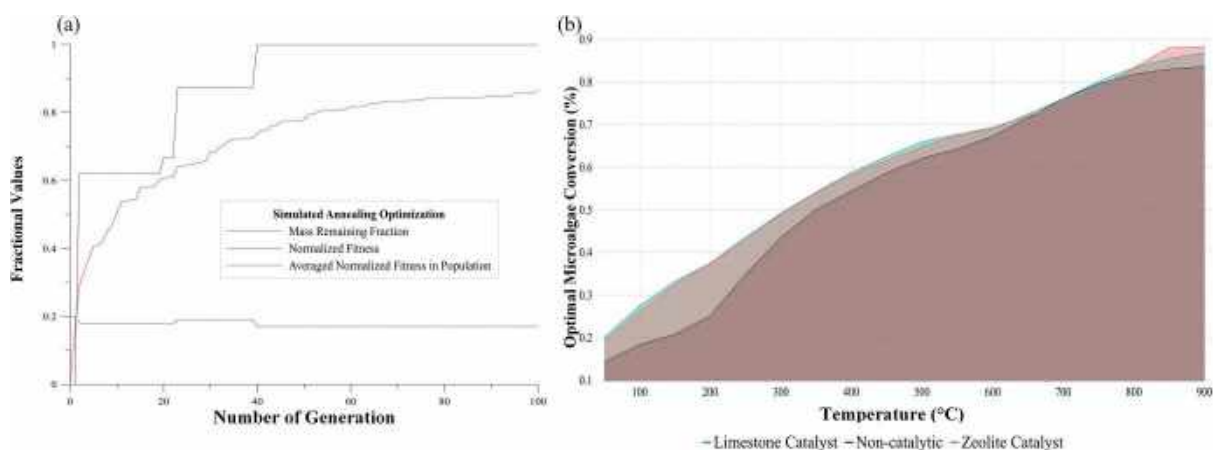 (a)
1
0.8
0.6
0.4
0.2
0
Fractional Values
Simulated Annealing Optimization
Mass Remaining Fraction
Normalized Fitness
Averaged Normalized Fitness in Population
0 20 40 60 80 100
Number of Generation
(b)
0.9
0.8
0.7
0.6
0.5
0.4
0.3
0.2
0.1
Optimal Microalgae Conversion (%)
100 200 300 400 500 600 700 800 900
Temperature (°C)
Limestone Catalyst Non-catalytic Zeolite Catalyst